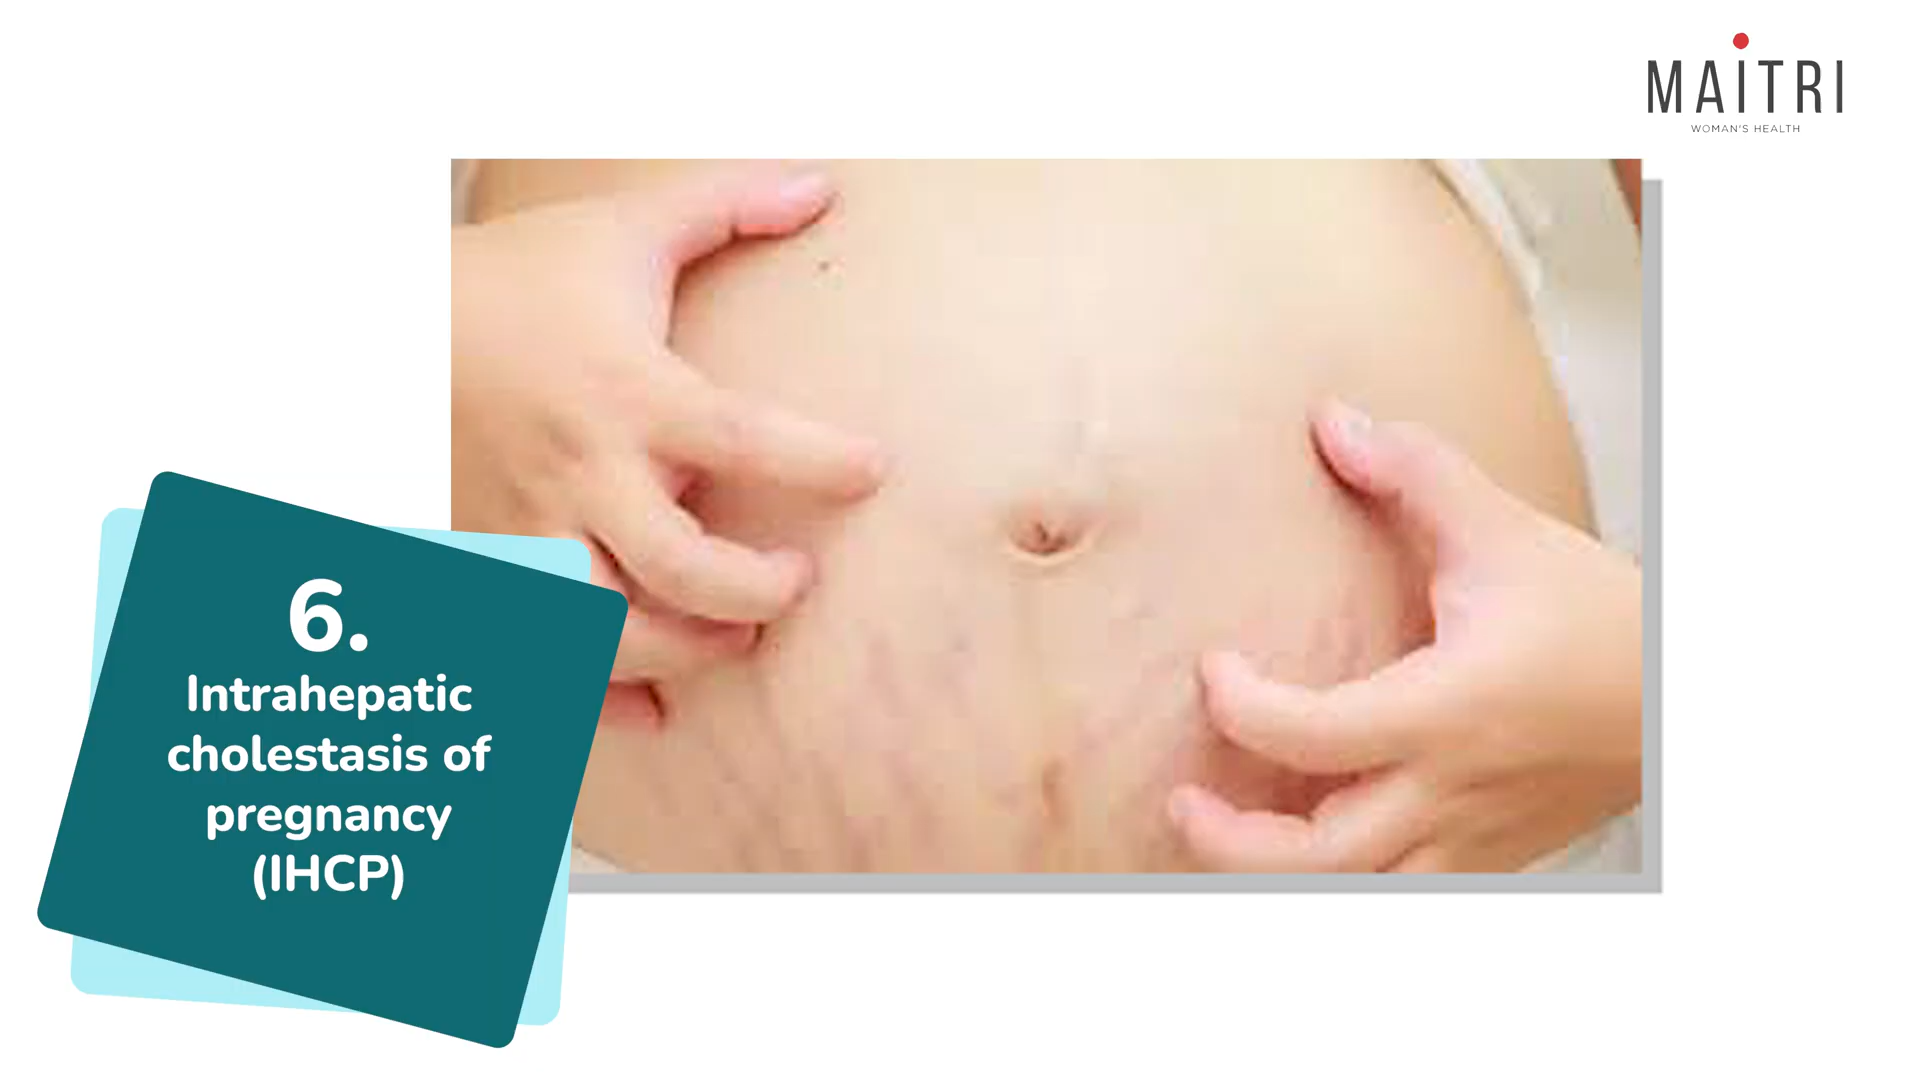 MAITRI
WOMAN'S HEALTH
6.
Intrahepatic
cholestasis of
pregnancy
(IHCP)